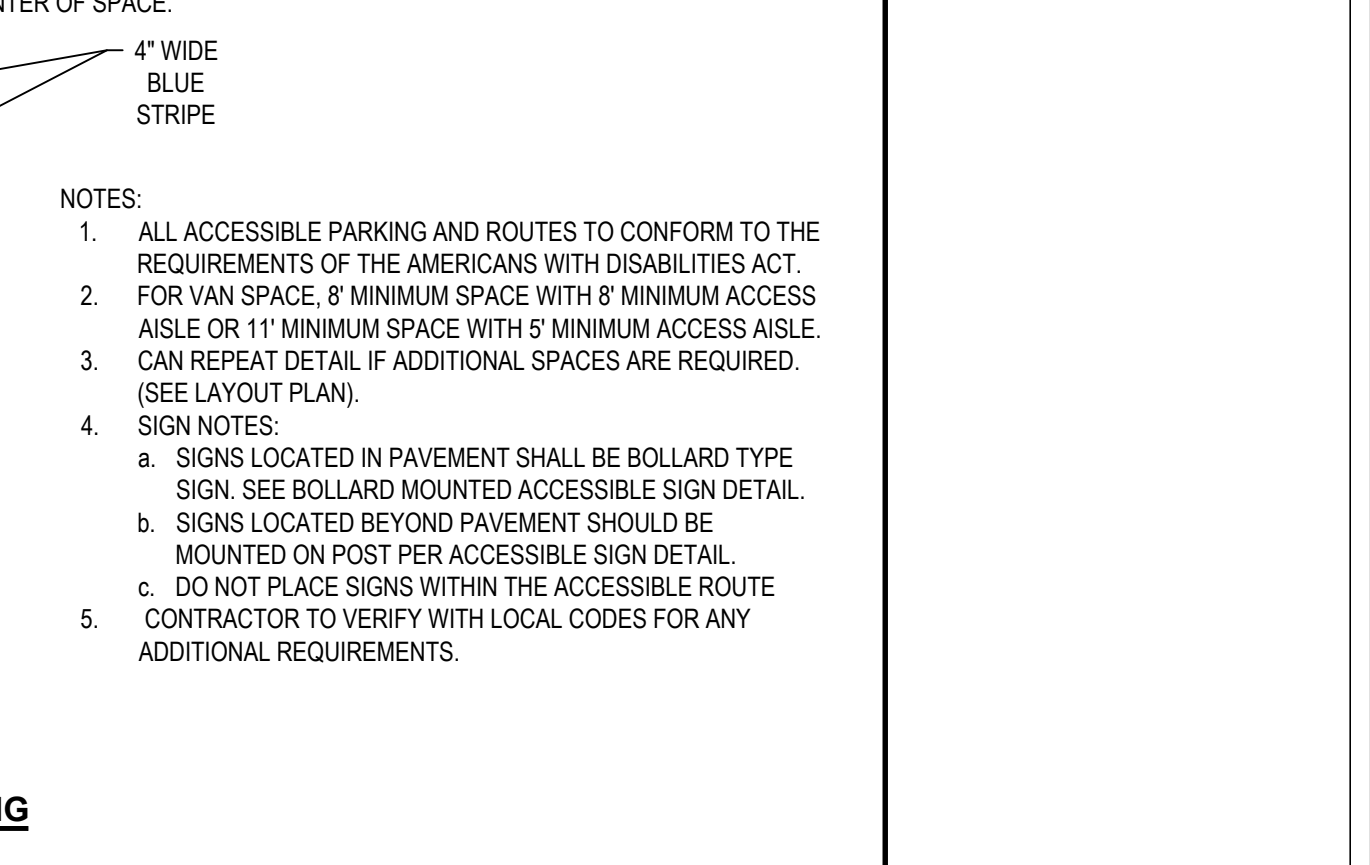 OF SPACE.
4" WIDE
BLUE
STRIPE
NOTES:
1. ALL ACCESSIBLE PARKING AND ROUTES TO CONFORM TO THE
REQUIREMENTS OF THE AMERICANS WITH DISABILITIES ACT.
2. FOR VAN SPACE, 8' MINIMUM SPACE WITH 8' MINIMUM ACCESS
AISLE OR 11' MINIMUM SPACE WITH 5' MINIMUM ACCESS AISLE.
3. CAN REPEAT DETAIL IF ADDITIONAL SPACES ARE REQUIRED.
(SEE LAYOUT PLAN).
4. SIGN NOTES:
a. SIGNS LOCATED IN PAVEMENT SHALL BE BOLLARD TYPE
SIGN. SEE BOLLARD MOUNTED ACCESSIBLE SIGN DETAIL.
b. SIGNS LOCATED BEYOND PAVEMENT SHOULD BE
MOUNTED ON POST PER ACCESSIBLE SIGN DETAIL.
c. DO NOT PLACE SIGNS WITHIN THE ACCESSIBLE ROUTE
5. CONTRACTOR TO VERIFY WITH LOCAL CODES FOR ANY
ADDITIONAL REQUIREMENTS.